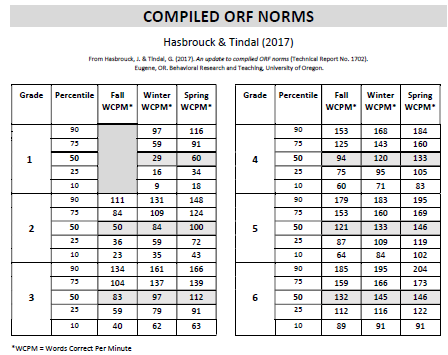 COMPILED ORF NORMS
Hasbrouck & Tindal (2017)
From Hasbrouck, J. & Tindal, G. (2017). An update to compiled ORF norms (Technical Report No. 1702).
Eugene, OR. Behavioral Research and Teaching, University of Oregon.
Grade Percentile Fall WCPM* Winter WCPM* Spring WCPM*
1
90 97 116
75 59 91
50 29 60
25 16 34
10 9 18
2
90 111 131 148
75 84 109 124
50 50 84 100
25 36 59 72
10 23 35 43
3
90 134 161 166
75 104 137 139
50 83 97 112
25 59 79 91
10 40 62 63
Grade Percentile Fall WCPM* Winter WCPM* Spring WCPM*
4
90 153 168 184
75 125 143 160
50 94 120 133
25 75 95 105
10 60 71 83
5
90 179 183 195
75 153 160 169
50 121 133 146
25 87 109 119
10 64 84 102
6
90 185 195 204
75 159 166 173
50 132 145 146
25 112 116 122
10 89 91 91
*WCPM = Words Correct Per Minute